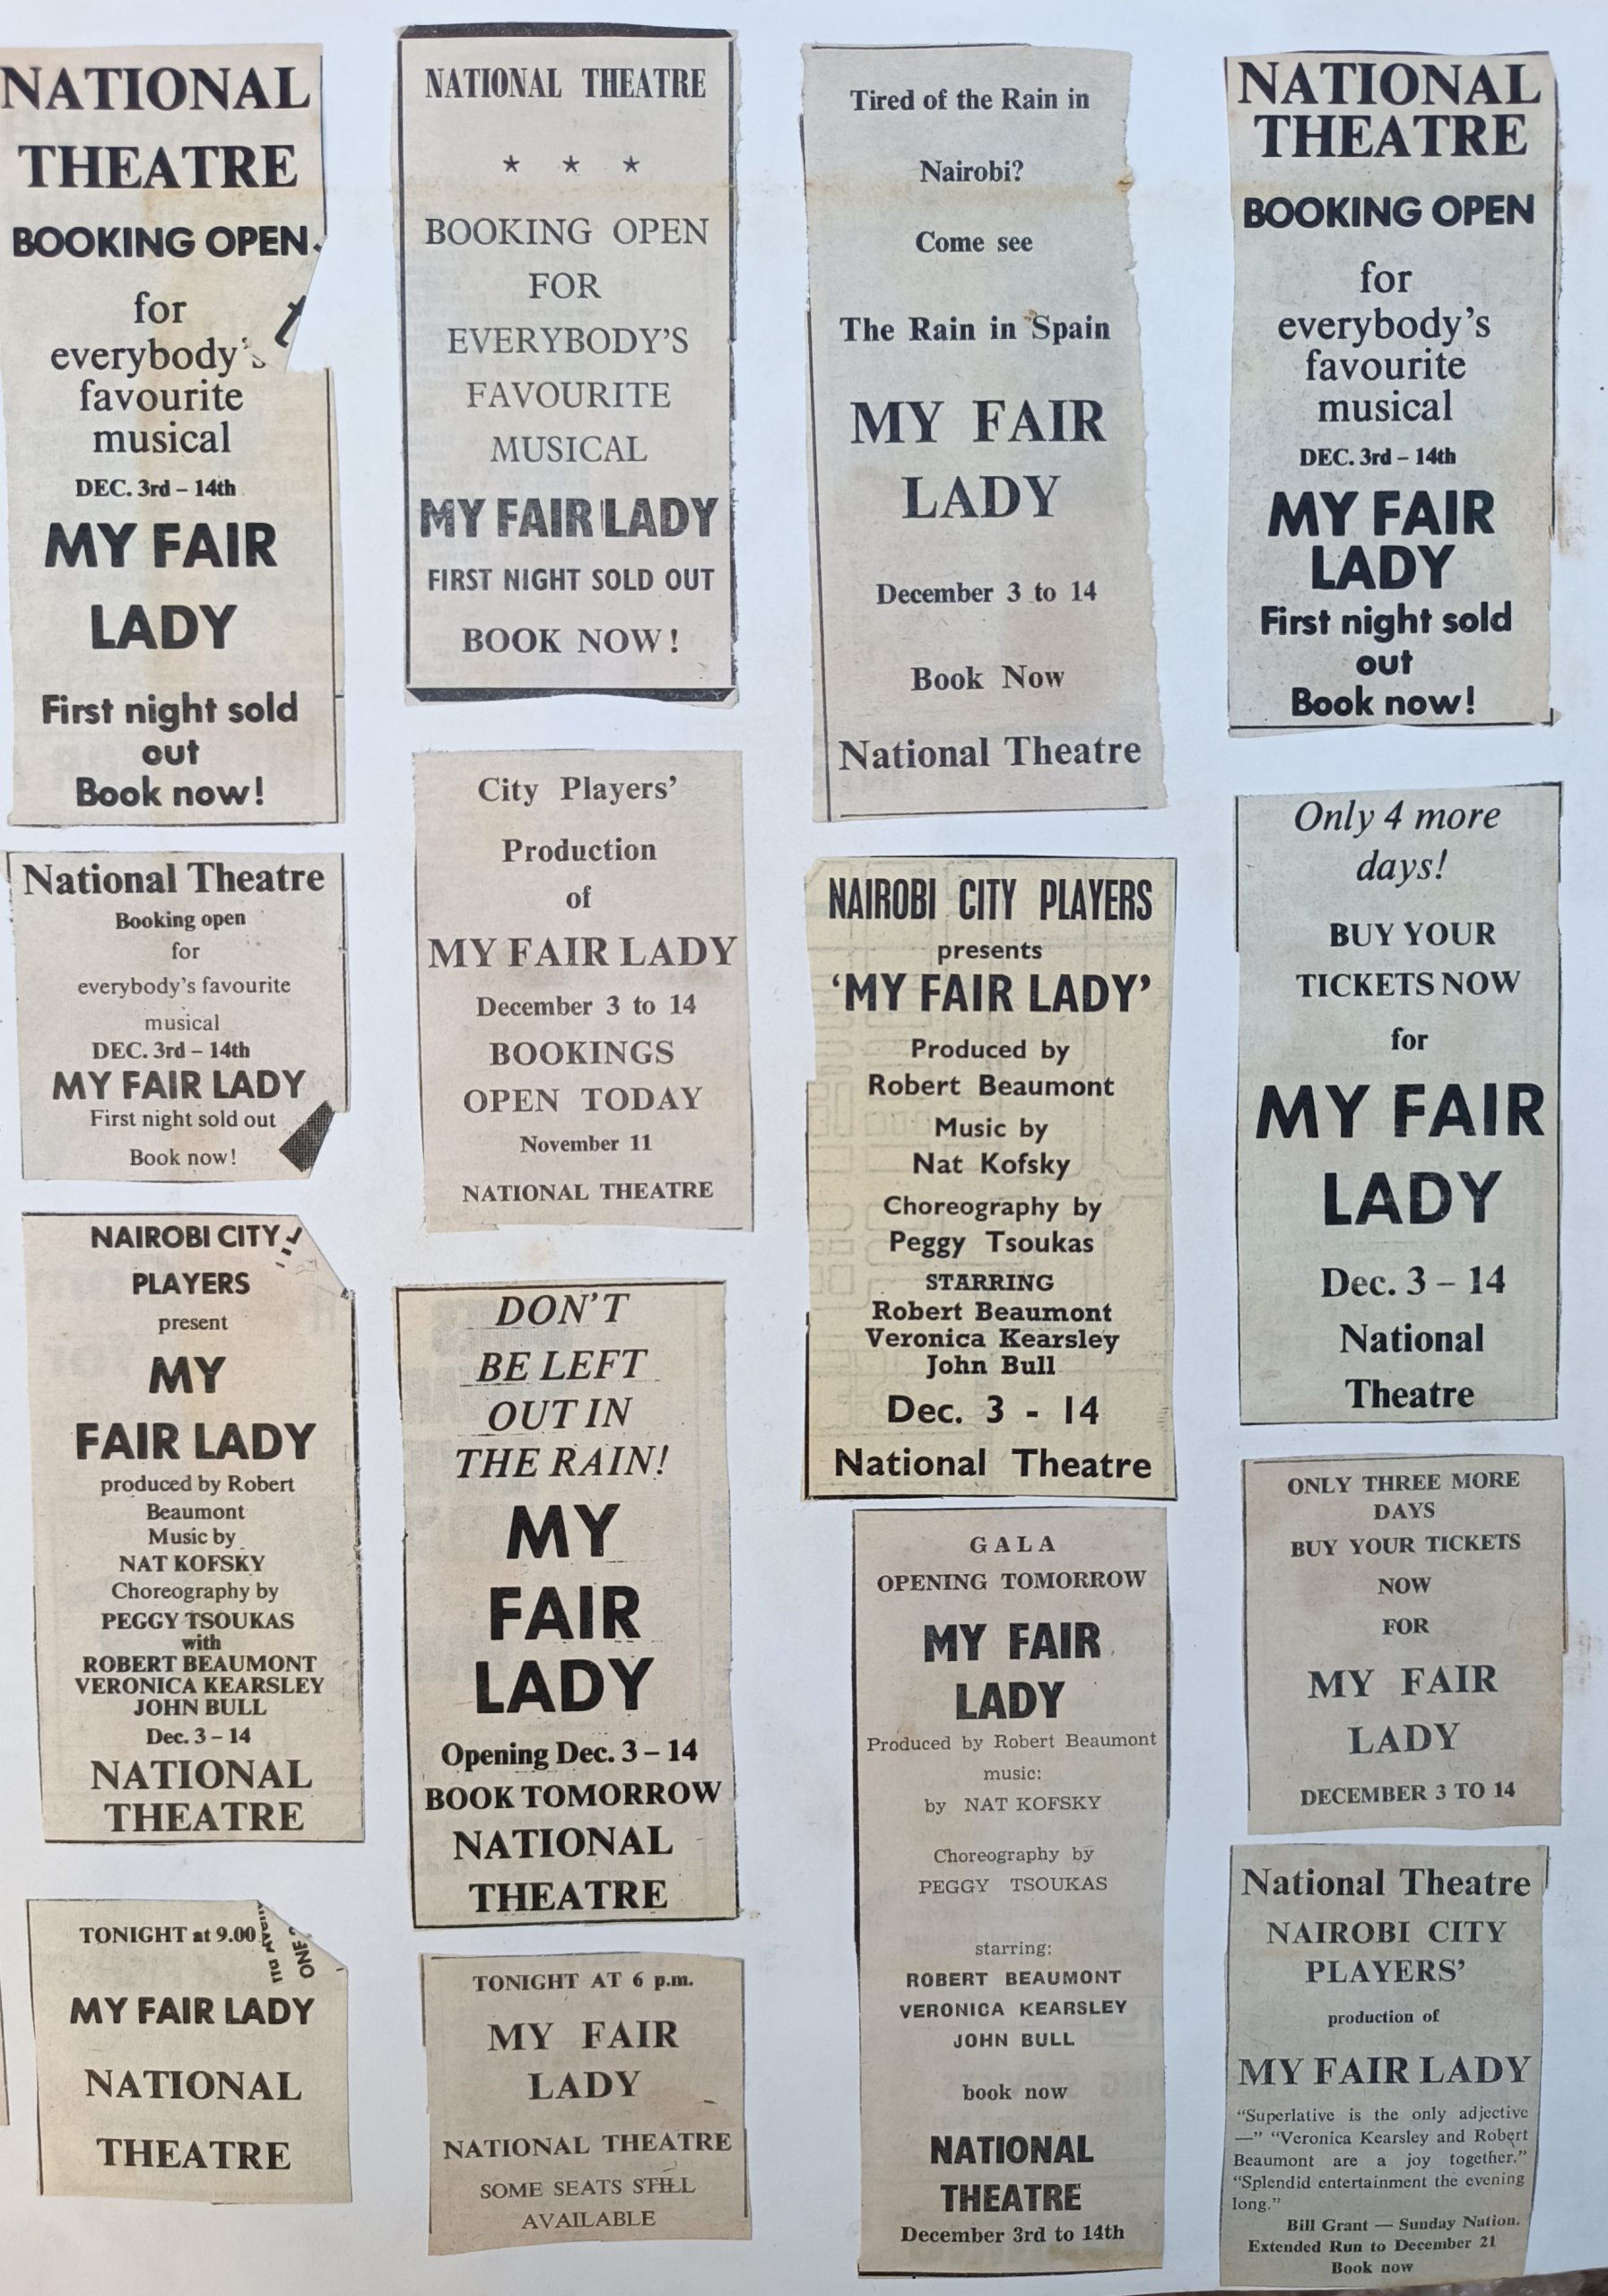 NATIONAL
THEATRE
BOOKING OPEN
for
everybody's
favourite
musical
DEC. 3rd – 14th
MY FAIR
LADY
First night sold
out
Book now!
National Theatre
Booking open
for
everybody's favourite
musical
DEC. 3rd – 14th
MY FAIR LADY
First night sold out
Book now!
NAIROBI CITY
PLAYERS
present
MY
FAIR LADY
produced by Robert
Beaumont
Music by
NAT KOFSKY
Choreography by
PEGGY TSOUKAS
with
ROBERT BEAUMONT
VERONICA KEARSLEY
JOHN BULL
Dec. 3 – 14
NATIONAL
THEATRE
TONIGHT at 9.00
ONE
MY FAIR LADY
NATIONAL
THEATRE
NATIONAL THEATRE
★ ★ ★
BOOKING OPEN
FOR
EVERYBODY'S
FAVOURITE
MUSICAL
MY FAIR LADY
FIRST NIGHT SOLD OUT
BOOK NOW!
City Players'
Production
of
MY FAIR LADY
December 3 to 14
BOOKINGS
OPEN TODAY
November 11
NATIONAL THEATRE
DON'T
BE LEFT
OUT IN
THE RAIN!
MY
FAIR
LADY
Opening Dec. 3 – 14
BOOK TOMORROW
NATIONAL
THEATRE
TONIGHT AT 6 p.m.
MY FAIR
LADY
NATIONAL THEATRE
SOME SEATS STILL
AVAILABLE
Tired of the Rain in
Nairobi?
Come see
The Rain in Spain
MY FAIR
LADY
December 3 to 14
Book Now
National Theatre
NAIROBI CITY PLAYERS
presents
'MY FAIR LADY'
Produced by
Robert Beaumont
Music by
Nat Kofsky
Choreography by
Peggy Tsoukas
STARRING
Robert Beaumont
Veronica Kearsley
John Bull
Dec. 3 - 14
National Theatre
GALA
OPENING TOMORROW
MY FAIR
LADY
Produced by Robert Beaumont
music:
by NAT KOFSKY
Choreography by
PEGGY TSOUKAS
starring:
ROBERT BEAUMONT
VERONICA KEARSLEY
JOHN BULL
book now
NATIONAL
THEATRE
December 3rd to 14th
NATIONAL
THEATRE
BOOKING OPEN
for
everybody's
favourite
musical
DEC. 3rd – 14th
MY FAIR
LADY
First night sold
out
Book now!
Only 4 more
days!
BUY YOUR
TICKETS NOW
for
MY FAIR
LADY
Dec. 3 – 14
National
Theatre
ONLY THREE MORE
DAYS
BUY YOUR TICKETS
NOW
FOR
MY FAIR
LADY
DECEMBER 3 TO 14
National Theatre
NAIROBI CITY
PLAYERS'
production of
MY FAIR LADY
"Superlative is the only adjective
—" "Veronica Kearsley and Robert
Beaumont are a joy together."
"Splendid entertainment the evening
long."
Bill Grant — Sunday Nation.
Extended Run to December 21
Book now